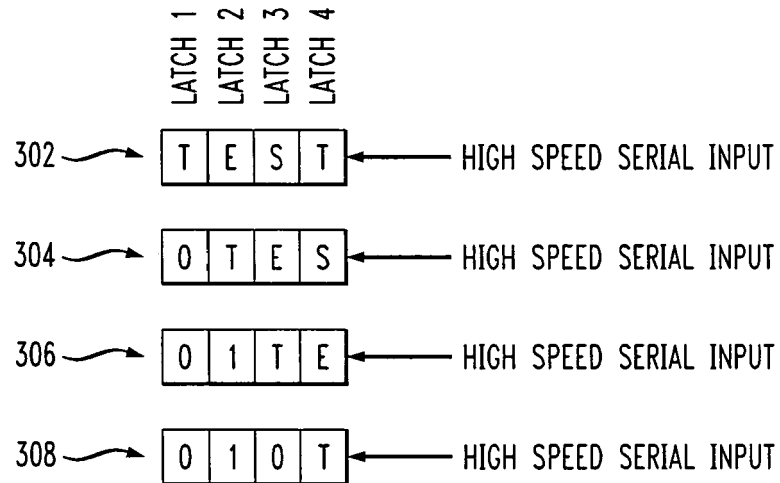 LATCH 1
LATCH 2
LATCH 3
LATCH 4
302 T E S T HIGH SPEED SERIAL INPUT
304 0 T E S HIGH SPEED SERIAL INPUT
306 0 1 T E HIGH SPEED SERIAL INPUT
308 0 1 0 T HIGH SPEED SERIAL INPUT